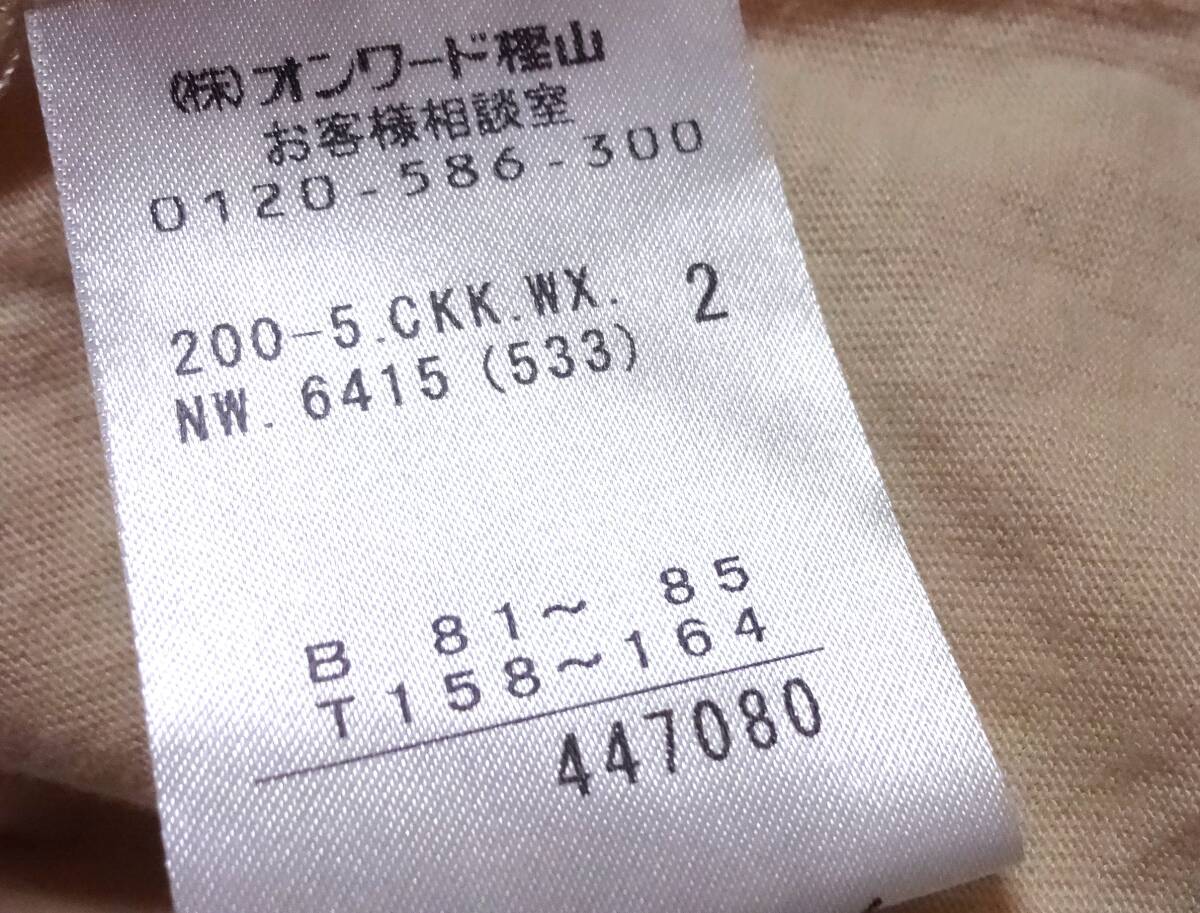 (株)オンワード樫山
お客様相談室
0120-586-300
200-5.CKK.WX. 2
NW. 6415 (533)
B 81～ 85
T158～164
447080